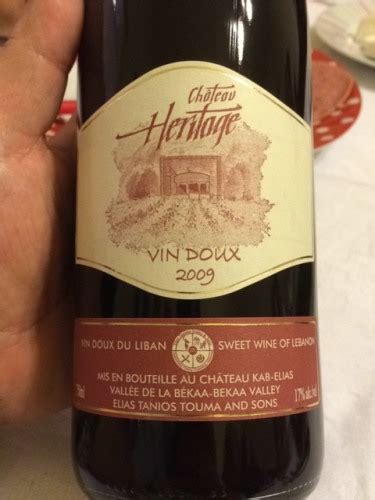 Château
Heritage
VIN DOUX
2009
VIN DOUX DU LIBAN SWEET WINE OF LEBANON
MIS EN BOUTEILLE AU CHÂTEAU KAB-ELIAS
VALLÉE DE LA BÉKAA-BEKAA VALLEY
ELIAS TANIOS TOUMA AND SONS
17% alc/vol